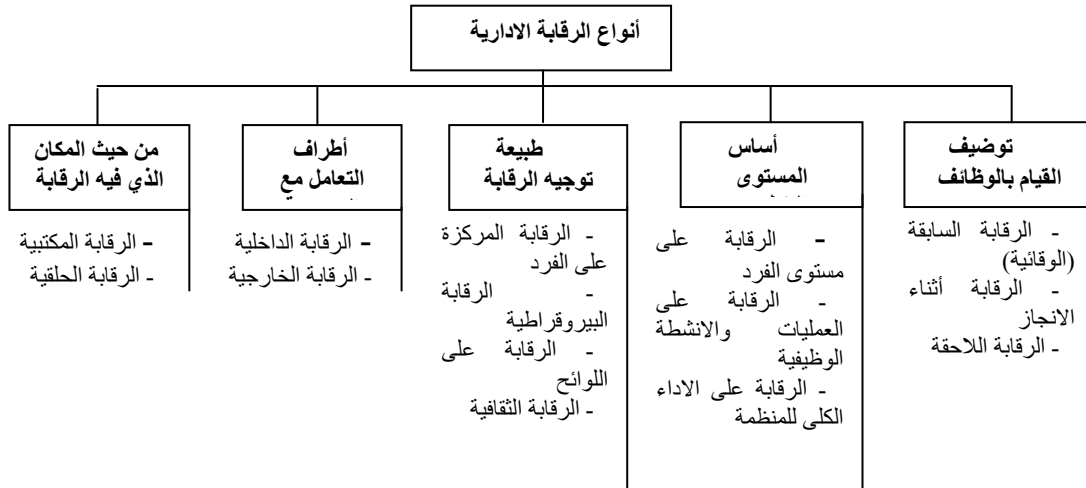 أنواع الرقابة الادارية
توضيف
القيام بالوظائف
- الرقابة السابقة
(الوقائية)
- الرقابة أثناء
الانجاز
- الرقابة اللاحقة
أساس
المستوى
- الرقابة على
مستوى الفرد
- الرقابة على
العمليات والانشطة
الوظيفية
- الرقابة على الاداء
الكلى للمنظمة
طبيعة
توجيه الرقابة
- الرقابة المركزة
على الفرد
- الرقابة
البيروقراطية
- الرقابة على
اللوائح
- الرقابة الثقافية
أطراف
التعامل مع
- الرقابة الداخلية
- الرقابة الخارجية
من حيث المكان
الذي فيه الرقابة
- الرقابة المكتبية
- الرقابة الحلقية